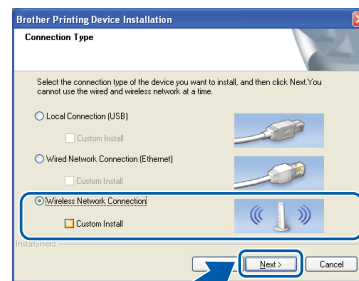 Brother Printing Device Installation
Connection Type
Select the connection type of the device you want to install, and then click Next.You
cannot use the wired and wireless network at a time.
Local Connection (USB)
Custom Install
Wired Network Connection (Ethernet)
Custom Install
Wireless Network Connection
Custom Install
InstallShield
Next >
Cancel